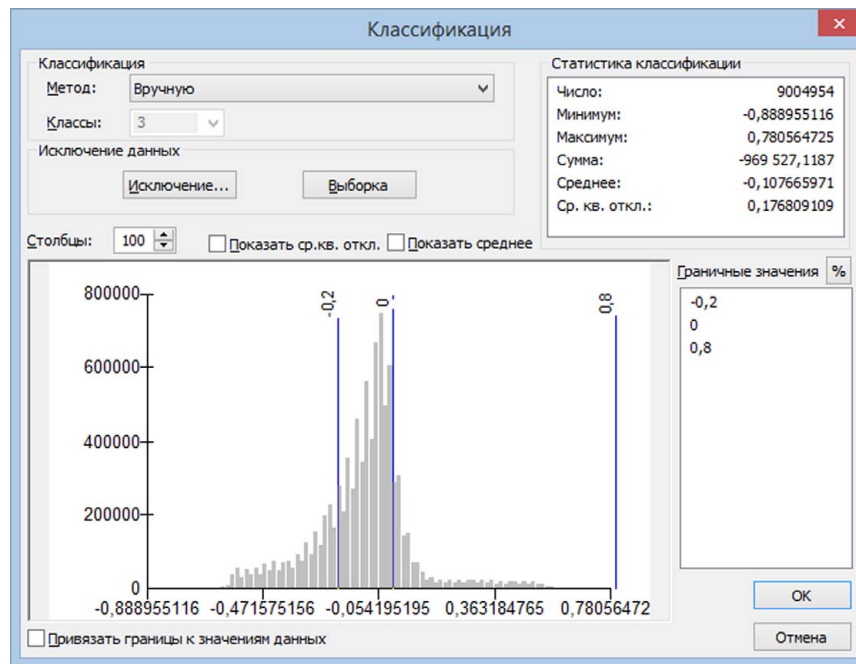 Классификация
Классификация
Метод: Вручную
Классы: 3
Исключение данных
Исключение... Выборка
Статистика классификации
Число: 9004954
Минимум: -0,888955116
Максимум: 0,780564725
Сумма: -969 527,1187
Среднее: -0,107665971
Ср. кв. откл.: 0,176809109
Столбцы: 100 Показать ср.кв. откл. Показать среднее
Граничные значения %
-0,2
0
0,8
800000
600000
400000
200000
0
-0,2
0
0,8
-0,888955116 -0,471575156 -0,054195195 0,363184765 0,78056472
Привязать границы к значениям данных
OK
Отмена